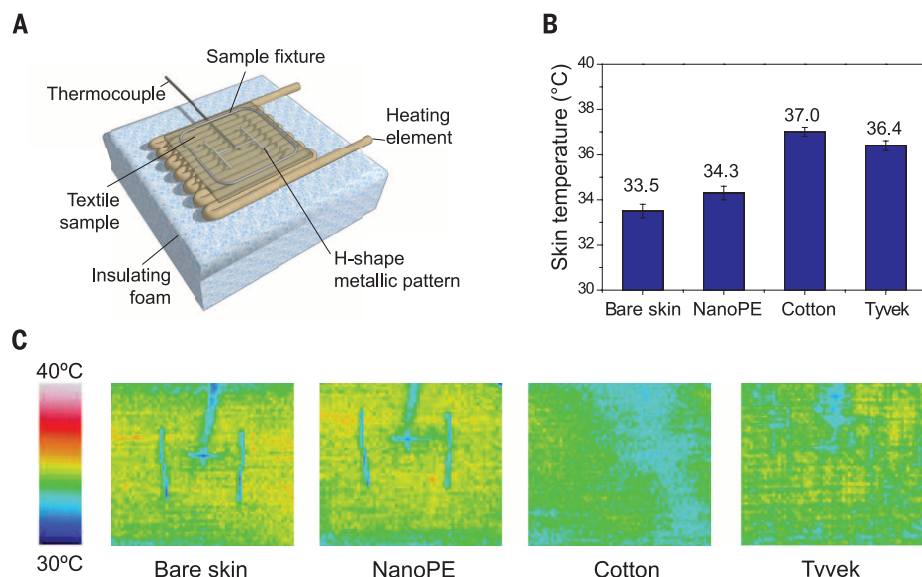 A
Sample fixture
Thermocouple
Heating
element
Textile
sample
Insulating
foam
H-shape
metallic pattern
B
Skin temperature (°C)
40
38
36
34
32
30
33.5
34.3
37.0
36.4
Bare skin
NanoPE
Cotton
Tyvek
C
40ºC
30ºC
Bare skin
NanoPE
Cotton
Tyvek